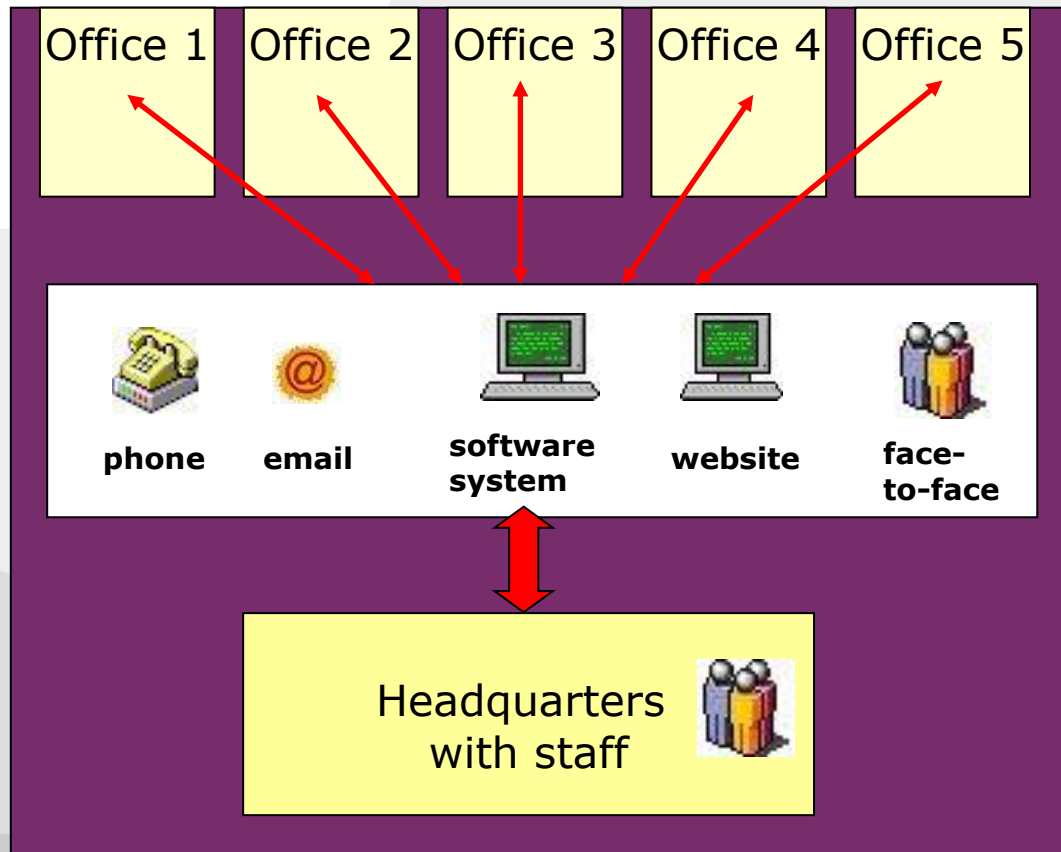 Office 1
Office 2
Office 3
Office 4
Office 5
@
phone
email
software
system
website
face-
to-face
Headquarters
with staff